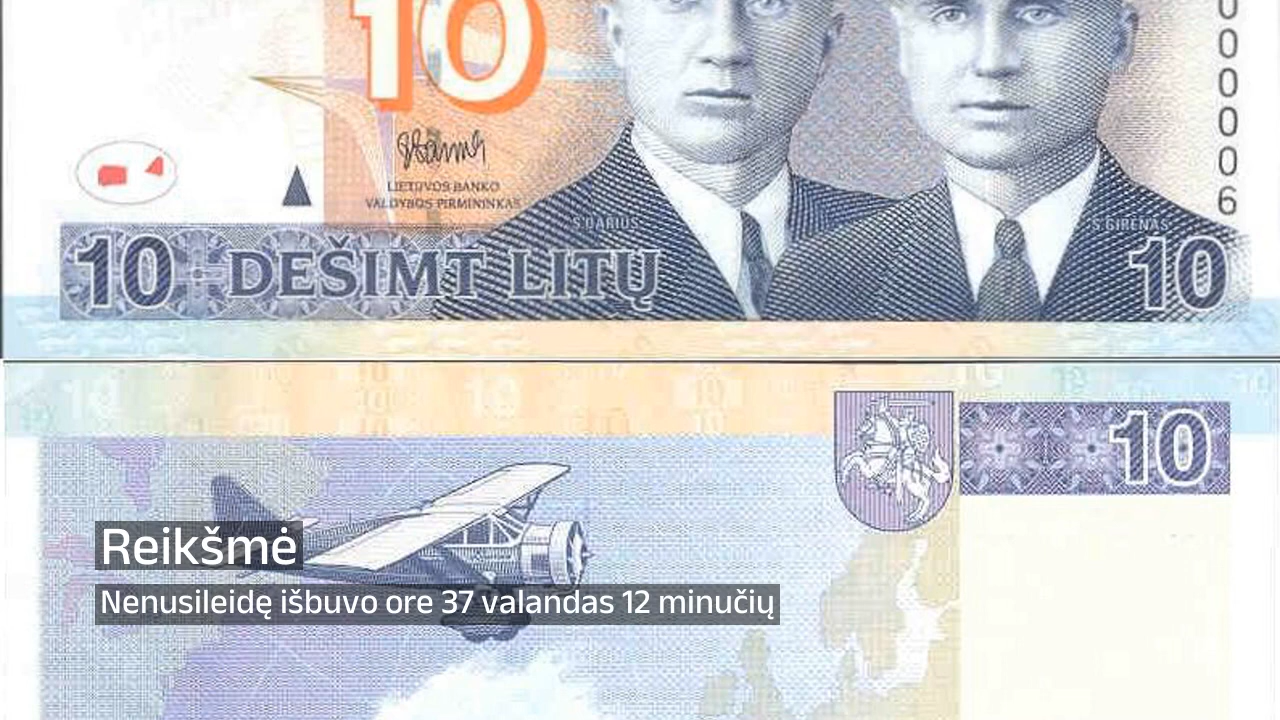 10
000006
LIETUVOS BANKO
VALDYBOS PIRMININKAS
S.DARIUS
S.GIRĖNAS
10 DEŠIMT LITŲ
10
10
Reikšmė
Nenusileidę išbuvo ore 37 valandas 12 minučių